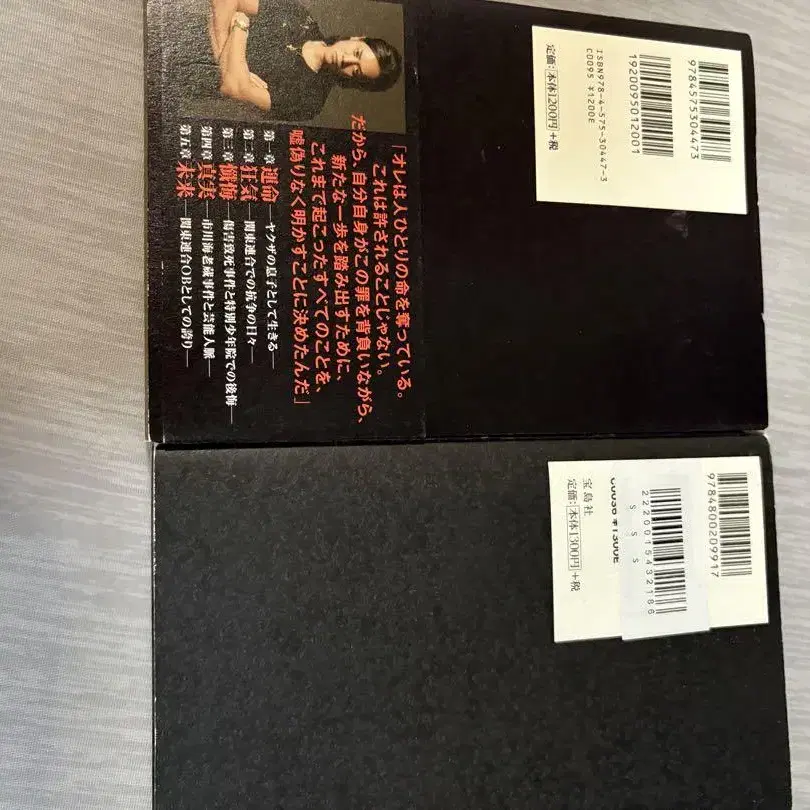 「オレは人ひとりの命を奪っている。
これは許されることじゃない。
だから、自分自身がこの罪を背負いながら、
新たな一歩を踏み出すために、
これまで起こったすべてのことを、
嘘偽りなく明かすことに決めたんだ」
第一章 運命―ヤクザの息子として生きる―
第二章 狂気―関東連合での抗争の日々―
第三章 懺悔―傷害致死事件と特別少年院での後悔―
第四章 真実―市川海老蔵事件と芸能人脈―
第五章 未来―関東連合OBとしての誇り―
9784575304473
1920095012001
ISBN978-4-575-30447-3
C0095 ¥1200E
定価:本体1200円+税
9784800209917
2220015432186
S S S
¥1300E
宝島社
定価:本体1300円+税